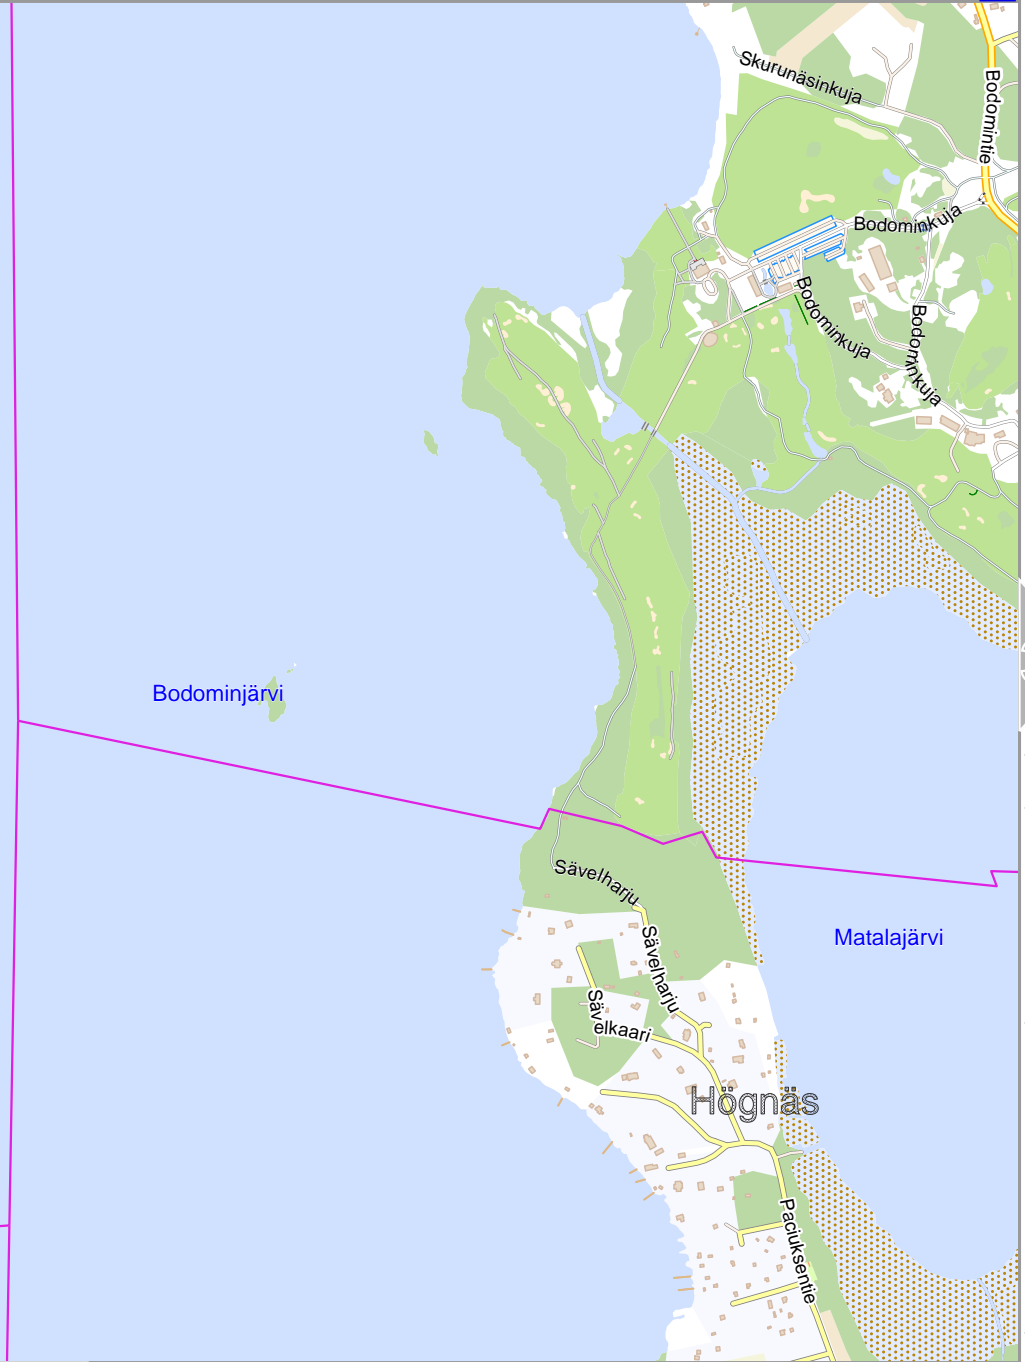 Skurunäsinkuja
Bodomintie
Bodominkuja
Bodominkuja
Bodominkuja
Bodominjärvi
Sävelharju
Matalajärvi
Sävelharju
Sävelkaari
Högnäs
Paciuksentie